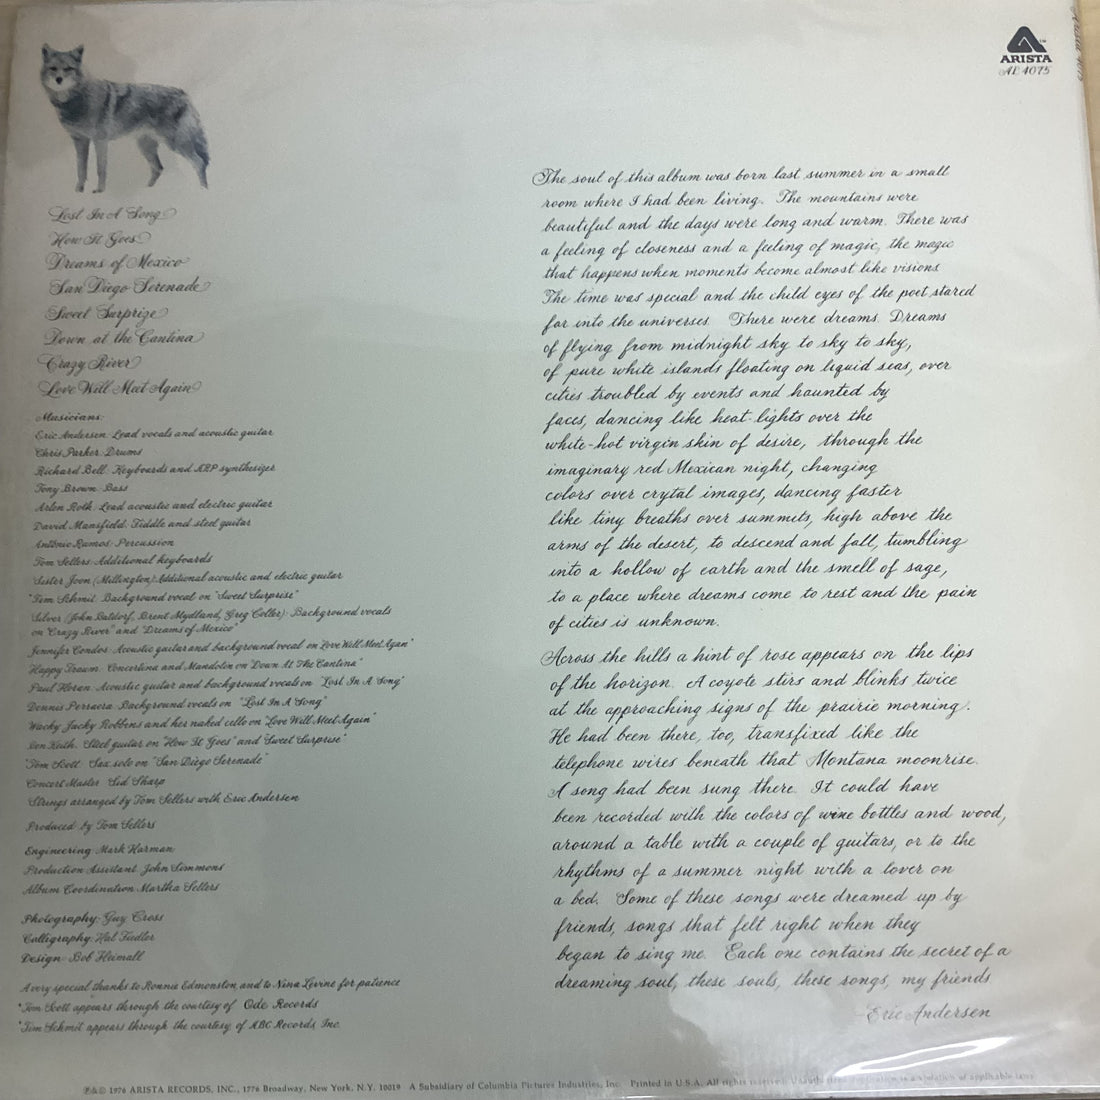 ARISTA
AL 4075
Lost In A Song
How It Goes
Dreams of Mexico
San Diego Serenade
Sweet Surprize
Down at the Cantina
Crazy River
Love Will Meet Again
Musicians:
Eric Andersen: Lead vocals and acoustic guitar
Chris Parker: Drums
Richard Bell: Keyboards and ARP synthesizer
Tony Brown: Bass
Arlen Roth: Lead acoustic and electric guitar
David Mansfield: Fiddle and steel guitar
Antonio Ramos: Percussion
Tom Sellers: Additional keyboards
Sister Joon (Millington): Additional acoustic and electric guitar
*Tim Schmit: Background vocal on "Sweet Surprise"
Silver (John Batdorf, Brent Mydland, Greg Coller): Background vocals
on "Crazy River" and "Dreams of Mexico"
Jennifer Condos: Acoustic guitar and background vocal on "Love Will Meet Again"
Happy Traum: Concertina and Mandolin on "Down At The Cantina"
Paul Horan: Acoustic guitar and background vocals on "Lost In A Song"
Dennis Background vocals on "Lost In A Song"
Wacky Jacky Robbens and her naked cello on "Love Will Meet Again"
Ben Keith: Steel guitar on "How It Goes" and "Sweet Surprise"
*Tom Scott: Sax solo on "San Diego Serenade"
Concert Master: Sid Sharp
Strings arranged by Tom Sellers with Eric Andersen
Produced by Tom Sellers
Engineering: Mark Harman
Production Assistant: John Simmons
Album Coordination: Martha Sellers
Photography: Guy Cross
Calligraphy: Hal Fiedler
Design: Bob Heimall
A very special thanks to Ronnie Edmonston, and to Nina Levine for patience
*Tom Scott appears through the courtesy of Ode Records
*Tim Schmit appears through the courtesy of ABC Records, Inc.
The soul of this album was born last summer in a small
room where I had been living. The mountains were
beautiful and the days were long and warm. There was
a feeling of closeness and a feeling of magic, the magic
that happens when moments become almost like visions.
The time was special and the child eyes of the poet stared
far into the universes. There were dreams. Dreams
of flying from midnight sky to sky to sky,
of pure white islands floating on liquid seas, over
cities troubled by events and haunted by
faces, dancing like heat-lights over the
white-hot virgin skin of desire, through the
imaginary red Mexican night, changing
colors over crytal images, dancing faster
like tiny breaths over summits, high above the
arms of the desert, to descend and fall, tumbling
into a hollow of earth and the smell of sage,
to a place where dreams come to rest and the pain
of cities is unknown.
Across the hills a hint of rose appears on the lips
of the horizon. A coyote stirs and blinks twice
at the approaching signs of the prairie morning.
He had been there, too, transfixed like the
telephone wires beneath that Montana moonrise.
A song had been sung there. It could have
been recorded with the colors of wine bottles and wood,
around a table with a couple of guitars, or to the
rhythms of a summer night with a lover on
a bed. Some of these songs were dreamed up by
friends, songs that felt right when they
began to sing me. Each one contains the secret of a
dreaming soul, these souls, these songs, my friends.
-Eric Andersen
℗&© 1976 ARISTA RECORDS, INC., 1776 Broadway, New York, N.Y. 10019 A Subsidiary of Columbia Pictures Industries, Inc. Printed in U.S.A. All rights reserved. Unauthorized duplication is a violation of applicable laws.